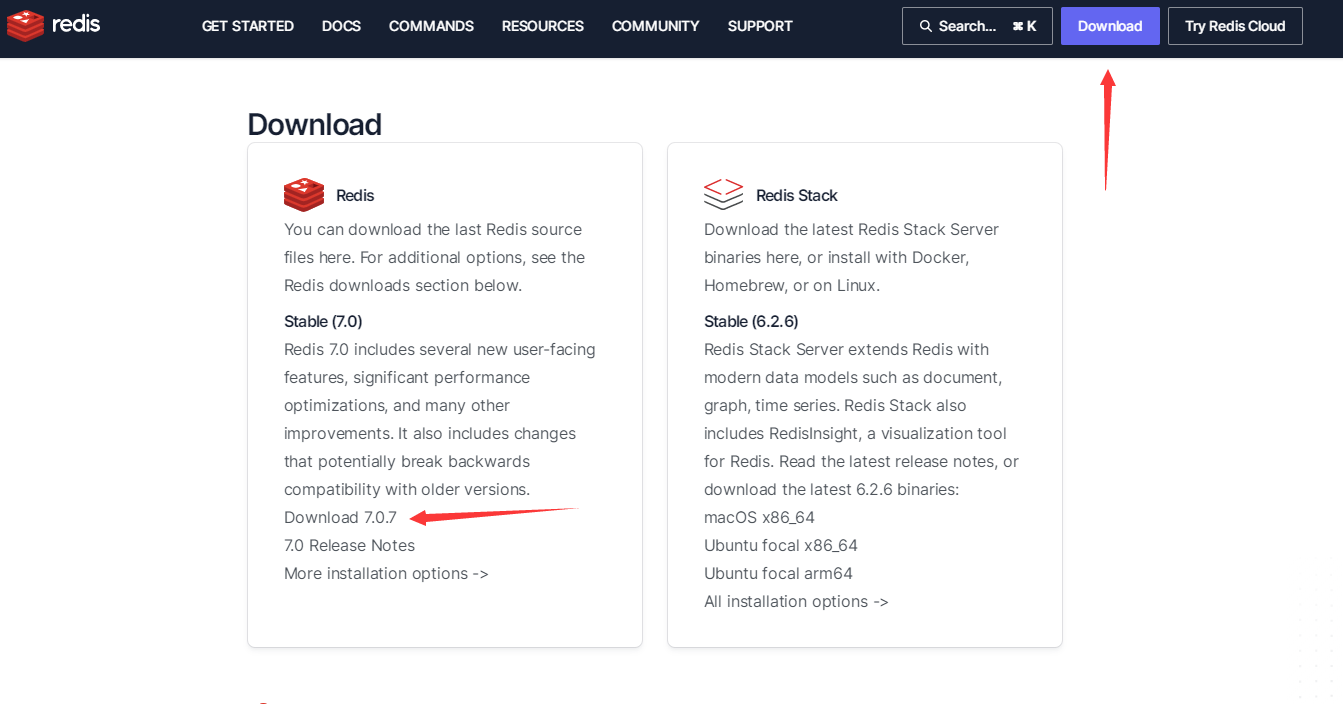 redis
GET STARTED
DOCS
COMMANDS
RESOURCES
COMMUNITY
SUPPORT
Search... ⌘ K
Download
Try Redis Cloud
Download
Redis
You can download the last Redis source
files here. For additional options, see the
Redis downloads section below.
Stable (7.0)
Redis 7.0 includes several new user-facing
features, significant performance
optimizations, and many other
improvements. It also includes changes
that potentially break backwards
compatibility with older versions.
Download 7.0.7
7.0 Release Notes
More installation options ->
Redis Stack
Download the latest Redis Stack Server
binaries here, or install with Docker,
Homebrew, or on Linux.
Stable (6.2.6)
Redis Stack Server extends Redis with
modern data models such as document,
graph, time series. Redis Stack also
includes RedisInsight, a visualization tool
for Redis. Read the latest release notes, or
download the latest 6.2.6 binaries:
macOS x86_64
Ubuntu focal x86_64
Ubuntu focal arm64
All installation options ->